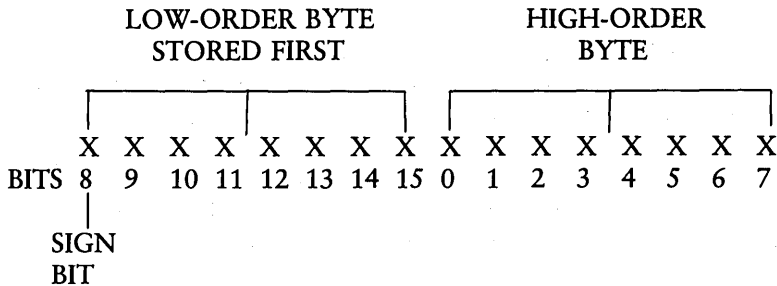 LOW-ORDER BYTE HIGH-ORDER
STORED FIRST BYTE
X X X X X X X X X X X X X X X X
BITS 8 9 10 11 12 13 14 15 0 1 2 3 4 5 6 7
SIGN
BIT